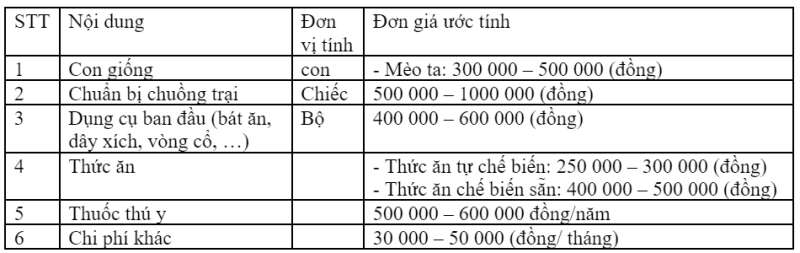 STT Nội dung Đơn vị tính Đơn giá ước tính
1 Con giống con - Mèo ta: 300 000 – 500 000 (đồng)
2 Chuẩn bị chuồng trại Chiếc 500 000 – 1000 000 (đồng)
3 Dụng cụ ban đầu (bát ăn, dây xích, vòng cổ, …) Bộ 400 000 – 600 000 (đồng)
4 Thức ăn - Thức ăn tự chế biến: 250 000 – 300 000 (đồng)
- Thức ăn chế biến sẵn: 400 000 – 500 000 (đồng)
5 Thuốc thú y 500 000 – 600 000 đồng/năm
6 Chi phí khác 30 000 – 50 000 (đồng/ tháng)